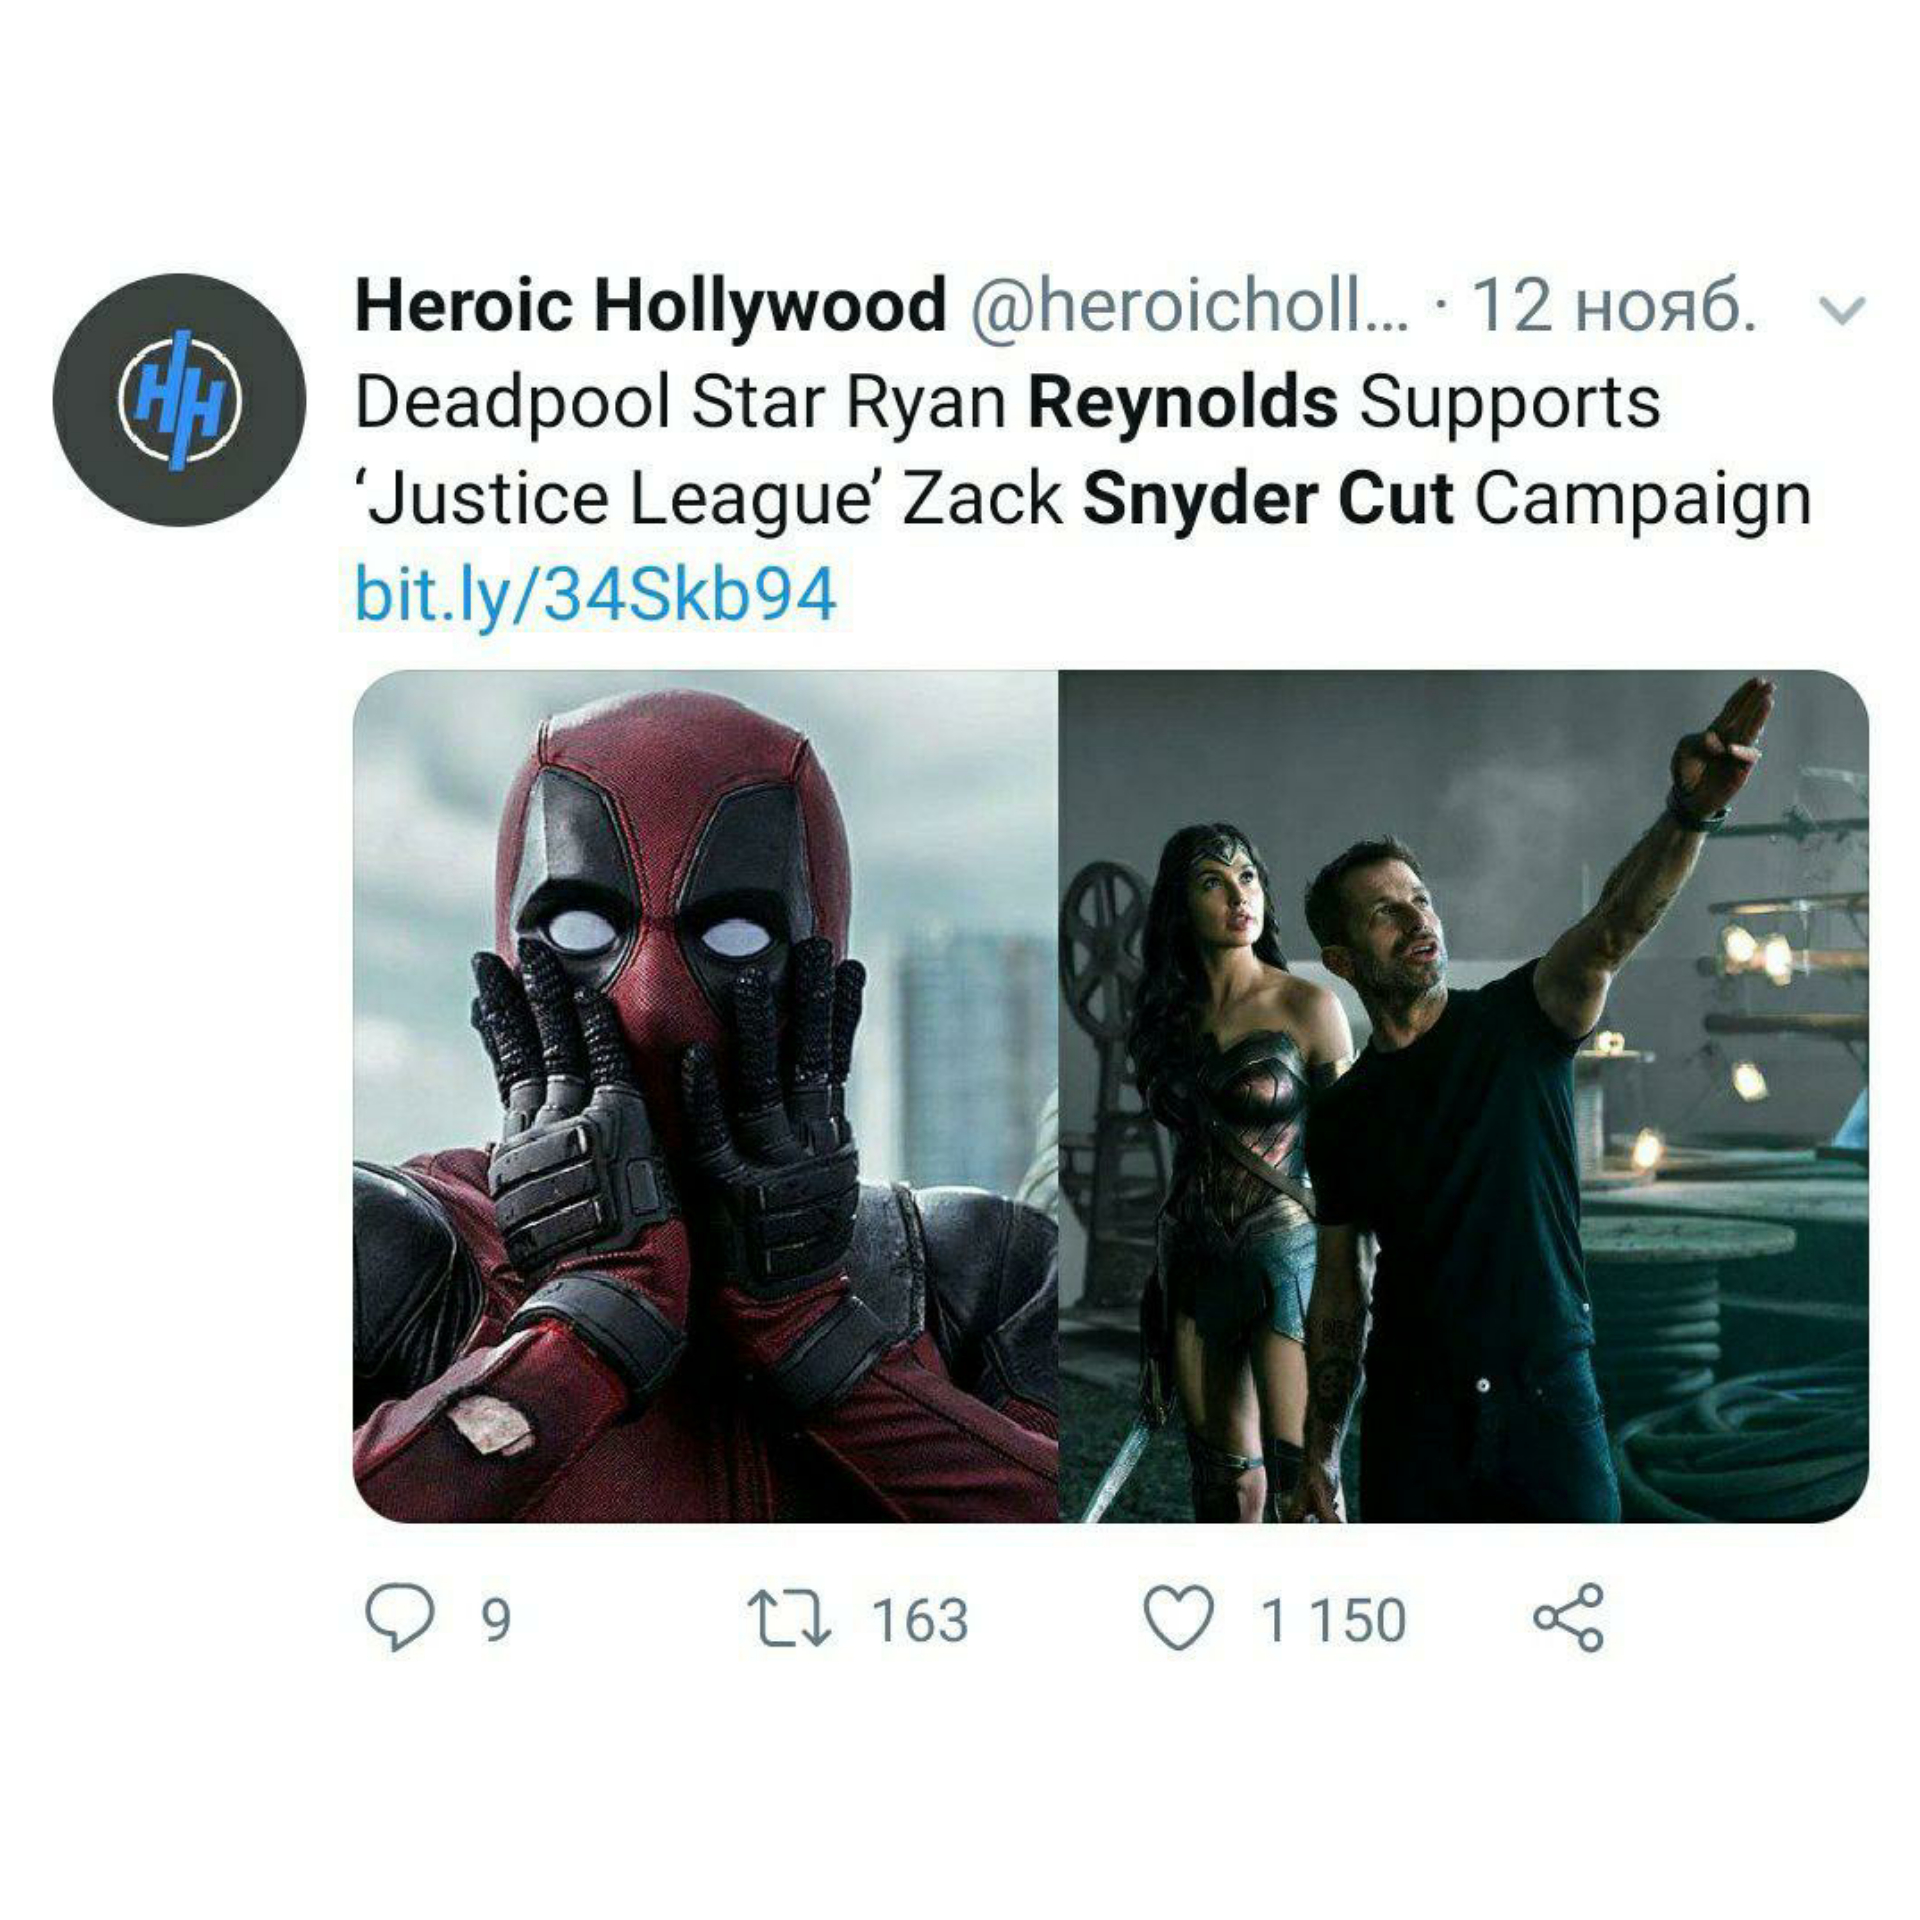 HH
Heroic Hollywood @heroicholl... · 12 нояб.
Deadpool Star Ryan Reynolds Supports
‘Justice League’ Zack Snyder Cut Campaign
bit.ly/34Skb94
9 163 1 150